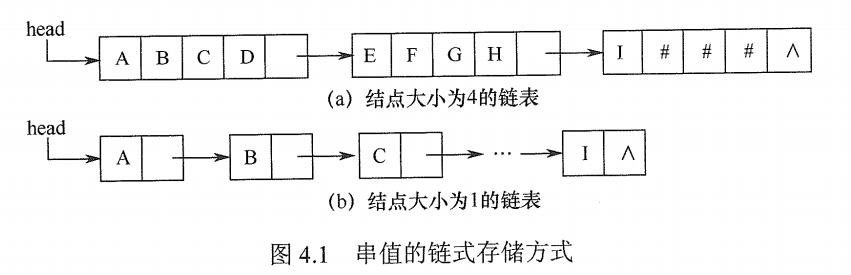 head
A B C D E F G H I # # # ∧
(a) 结点大小为4的链表
head
A B C ··· I ∧
(b) 结点大小为1的链表
图 4.1 串值的链式存储方式